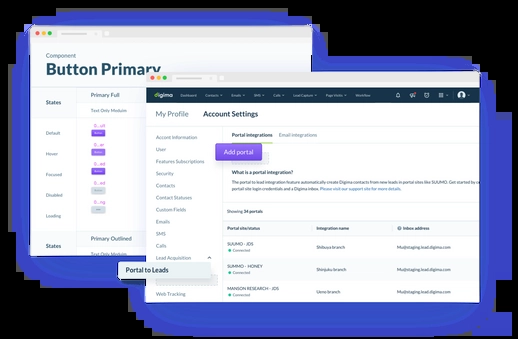 Component
Button Primary
States
Primary Full
Text Only Module
Default
Hover
Focused
Disabled
Leading
States
Primary Outlined
Text Only Module
digima
Dashboard
Contacts
Emails
SMS
Calls
Lead Capture
Page Visits
Workflow
My Profile
Account Settings
Account Information
User
Features Subscriptions
Security
Contacts
Contact Statuses
Custom Fields
Emails
SMS
Calls
Lead Acquisition
Portal to Leads
Web Tracking
Portal integrations
Email integrations
Add portal
What is a portal integration?
The portal to lead integration feature automatically create Digima contacts from new leads in portal sites like SUUMO. Get started by
portal site login credentials and a Digima inbox. Please visit our support site for more details.
Showing 34 portals
Portal site/status
Integration name
Inbox address
SUUMO - JDS
Connected
Shibuya branch
Mu@staging.lead.digima.com
SUMMO - HONEY
Connected
Shinjuku branch
Mu@staging.lead.digima.com
MANSON RESEARCH - JDS
Connected
Ueno branch
Mu@staging.lead.digima.com